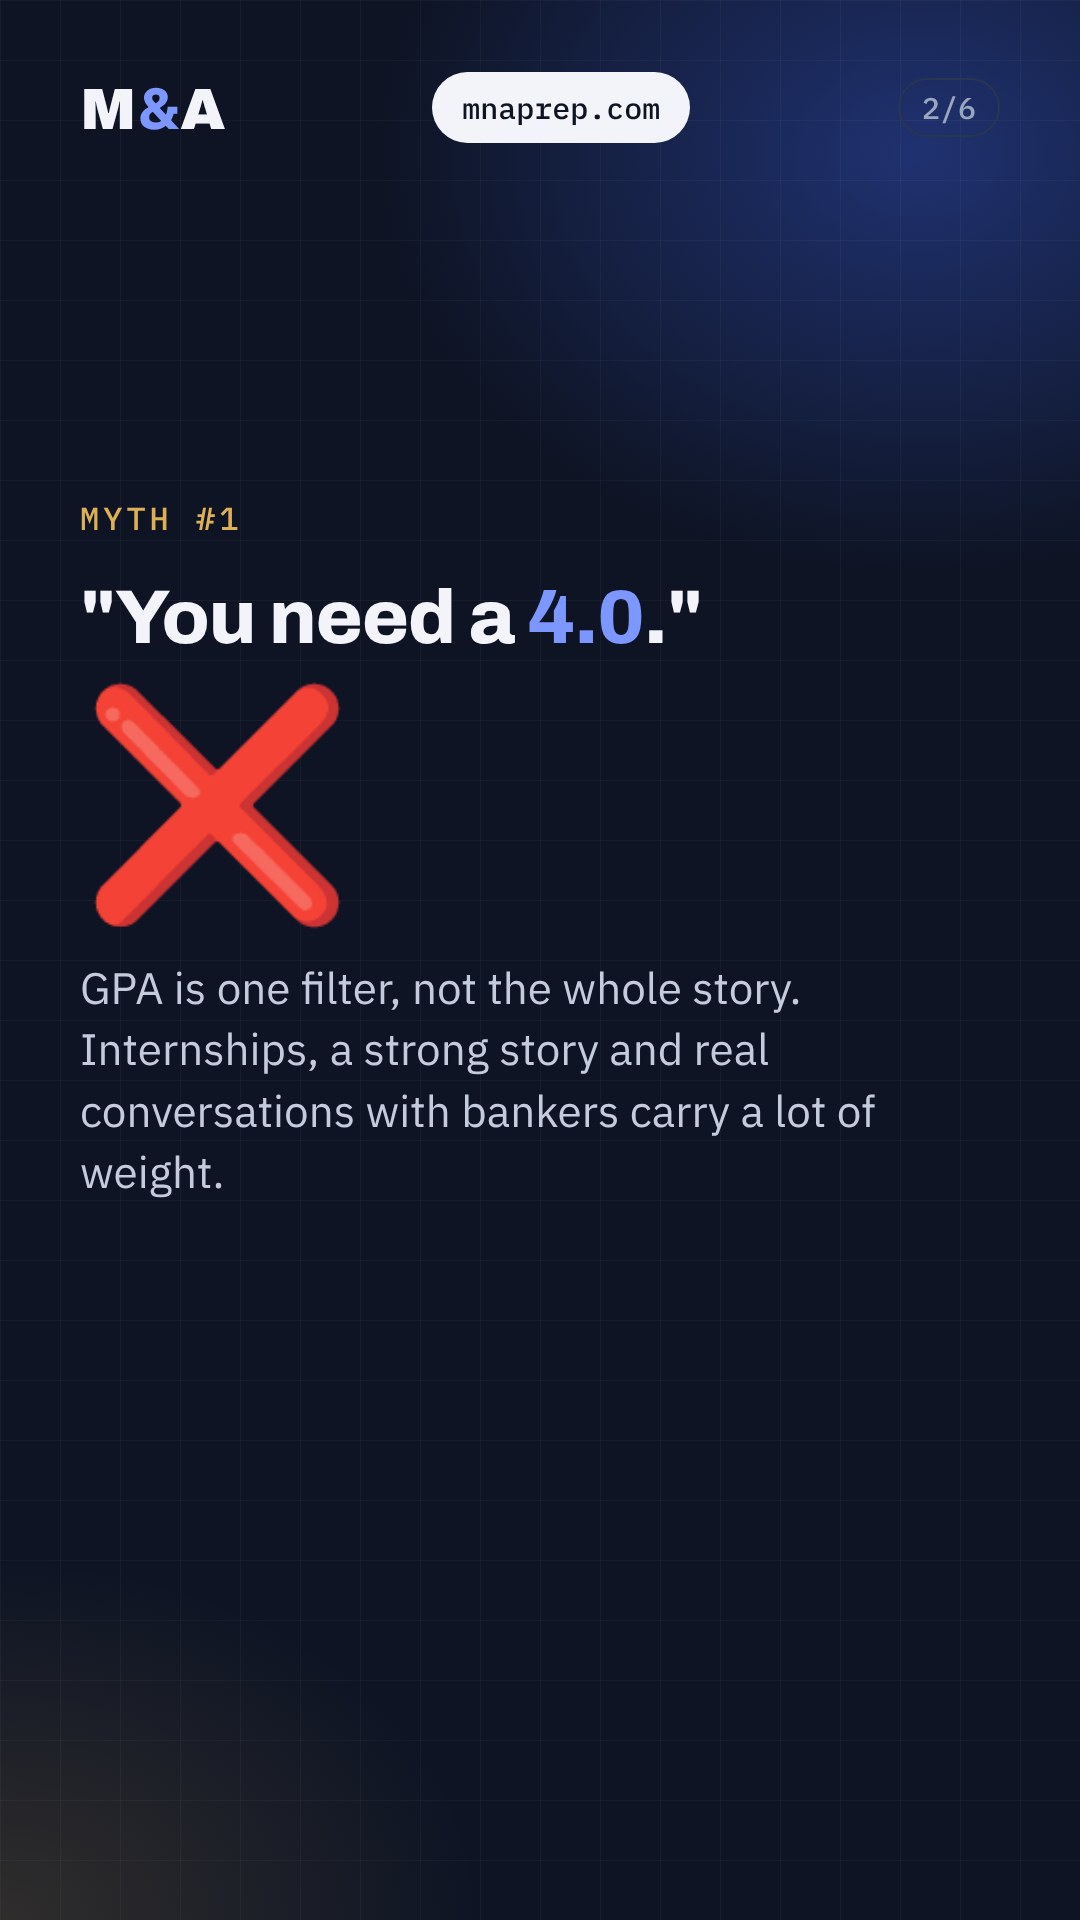 M&A
mnaprep.com
2/6
MYTH #1
"You need a 4.0."
GPA is one filter, not the whole story.
Internships, a strong story and real
conversations with bankers carry a lot of
weight.